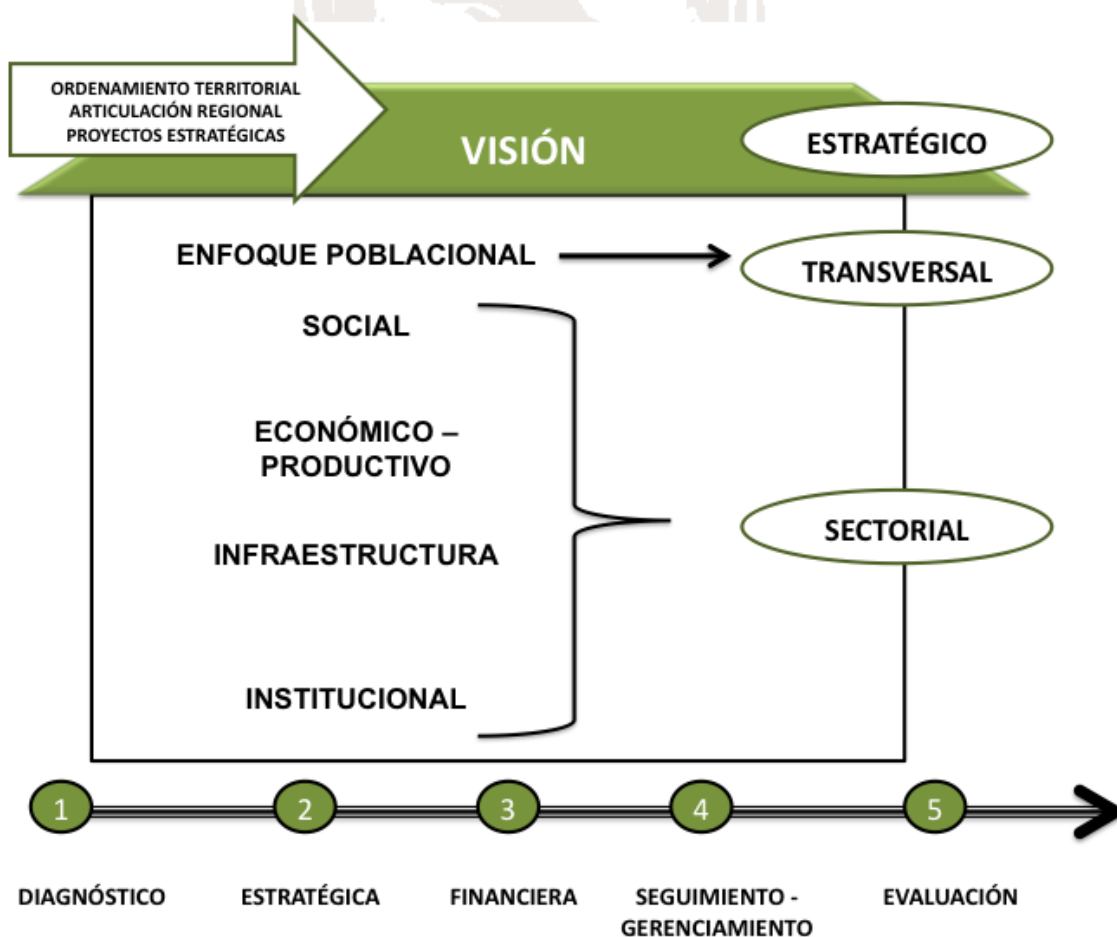 ORDENAMIENTO TERRITORIAL
ARTICULACIÓN REGIONAL
PROYECTOS ESTRATÉGICAS
VISIÓN
ESTRATÉGICO
ENFOQUE POBLACIONAL
TRANSVERSAL
SOCIAL
ECONÓMICO –
PRODUCTIVO
SECTORIAL
INFRAESTRUCTURA
INSTITUCIONAL
1
2
3
4
5
DIAGNÓSTICO
ESTRATÉGICA
FINANCIERA
SEGUIMIENTO -
GERENCIAMIENTO
EVALUACIÓN